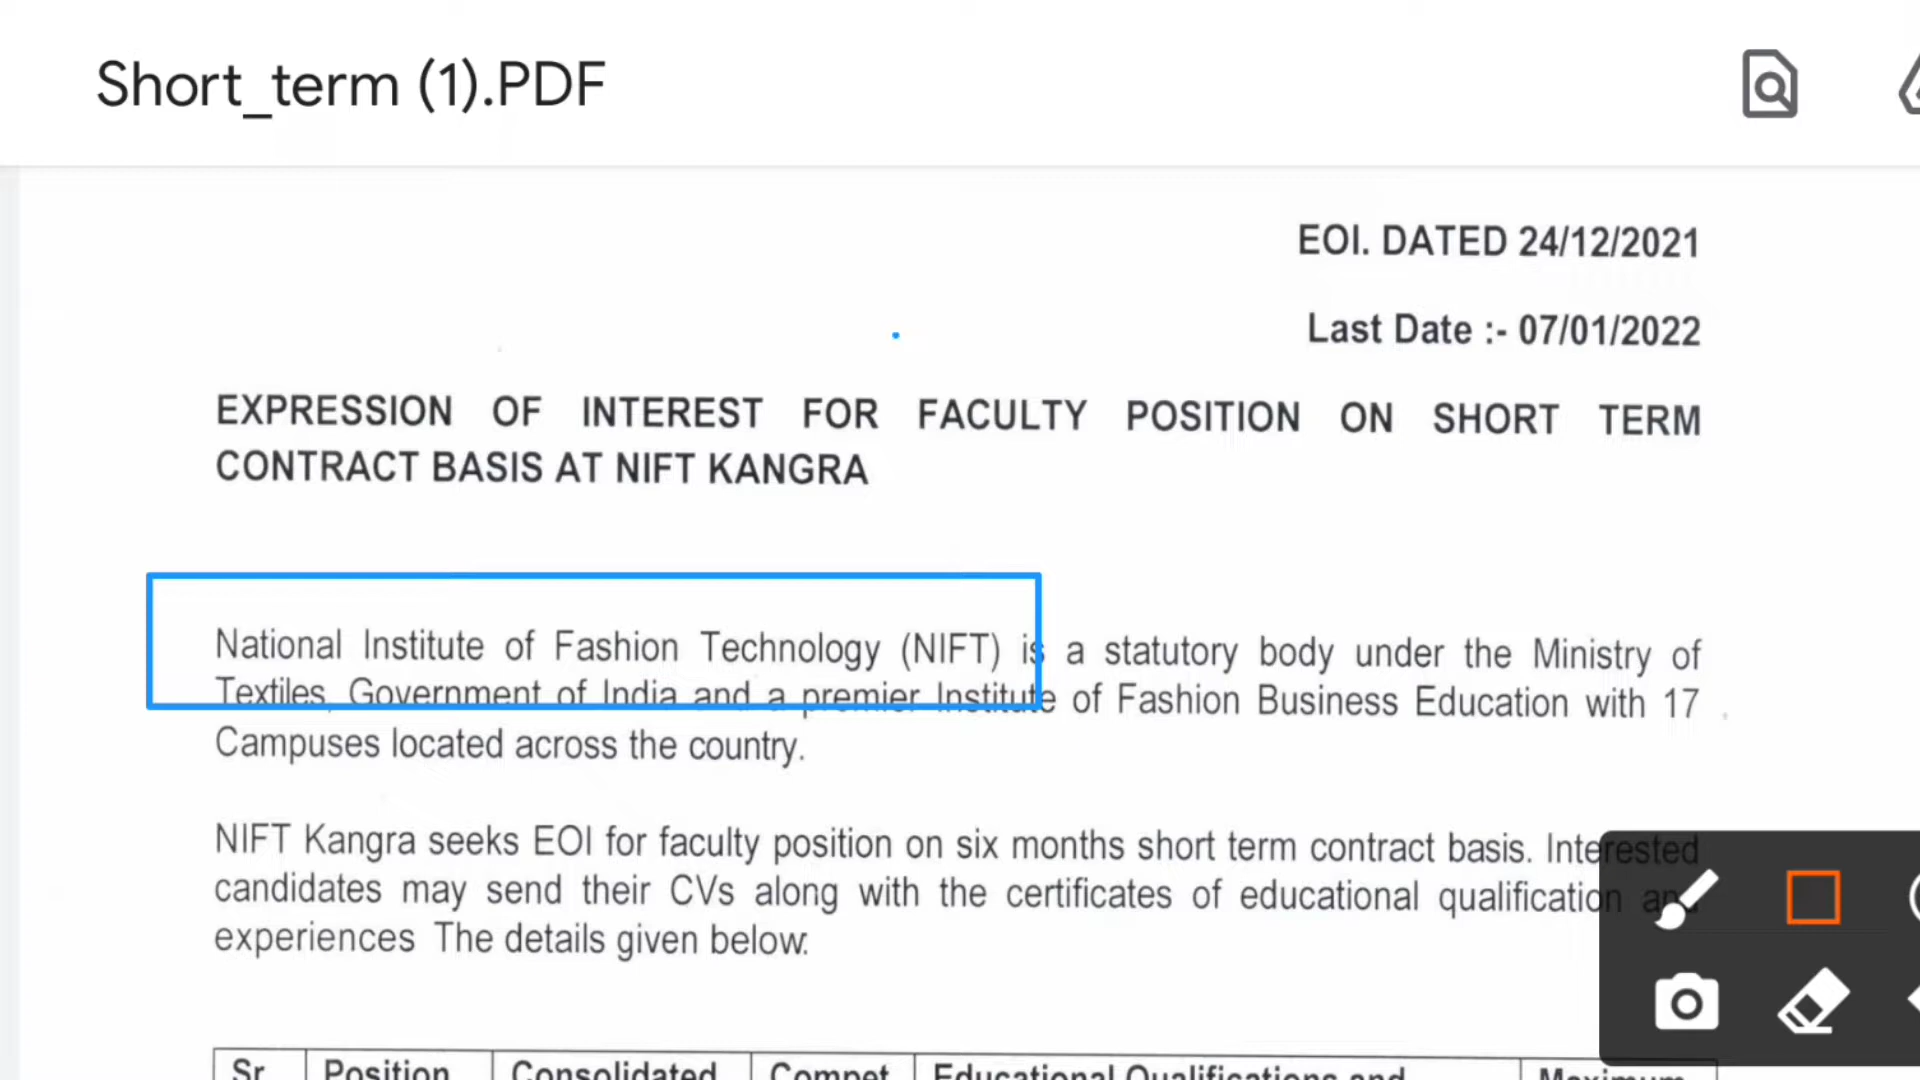 Short_term (1).PDF
EOI. DATED 24/12/2021
Last Date :- 07/01/2022
EXPRESSION OF INTEREST FOR FACULTY POSITION ON SHORT TERM
CONTRACT BASIS AT NIFT KANGRA
National Institute of Fashion Technology (NIFT) is a statutory body under the Ministry of
Textiles, Government of India and a premier Institute of Fashion Business Education with 17
Campuses located across the country.
NIFT Kangra seeks EOI for faculty position on six months short term contract basis. Interested
candidates may send their CVs along with the certificates of educational qualification and
experiences The details given below:
Sr Position Consolidated Compet Educational Qualifications and Maximum